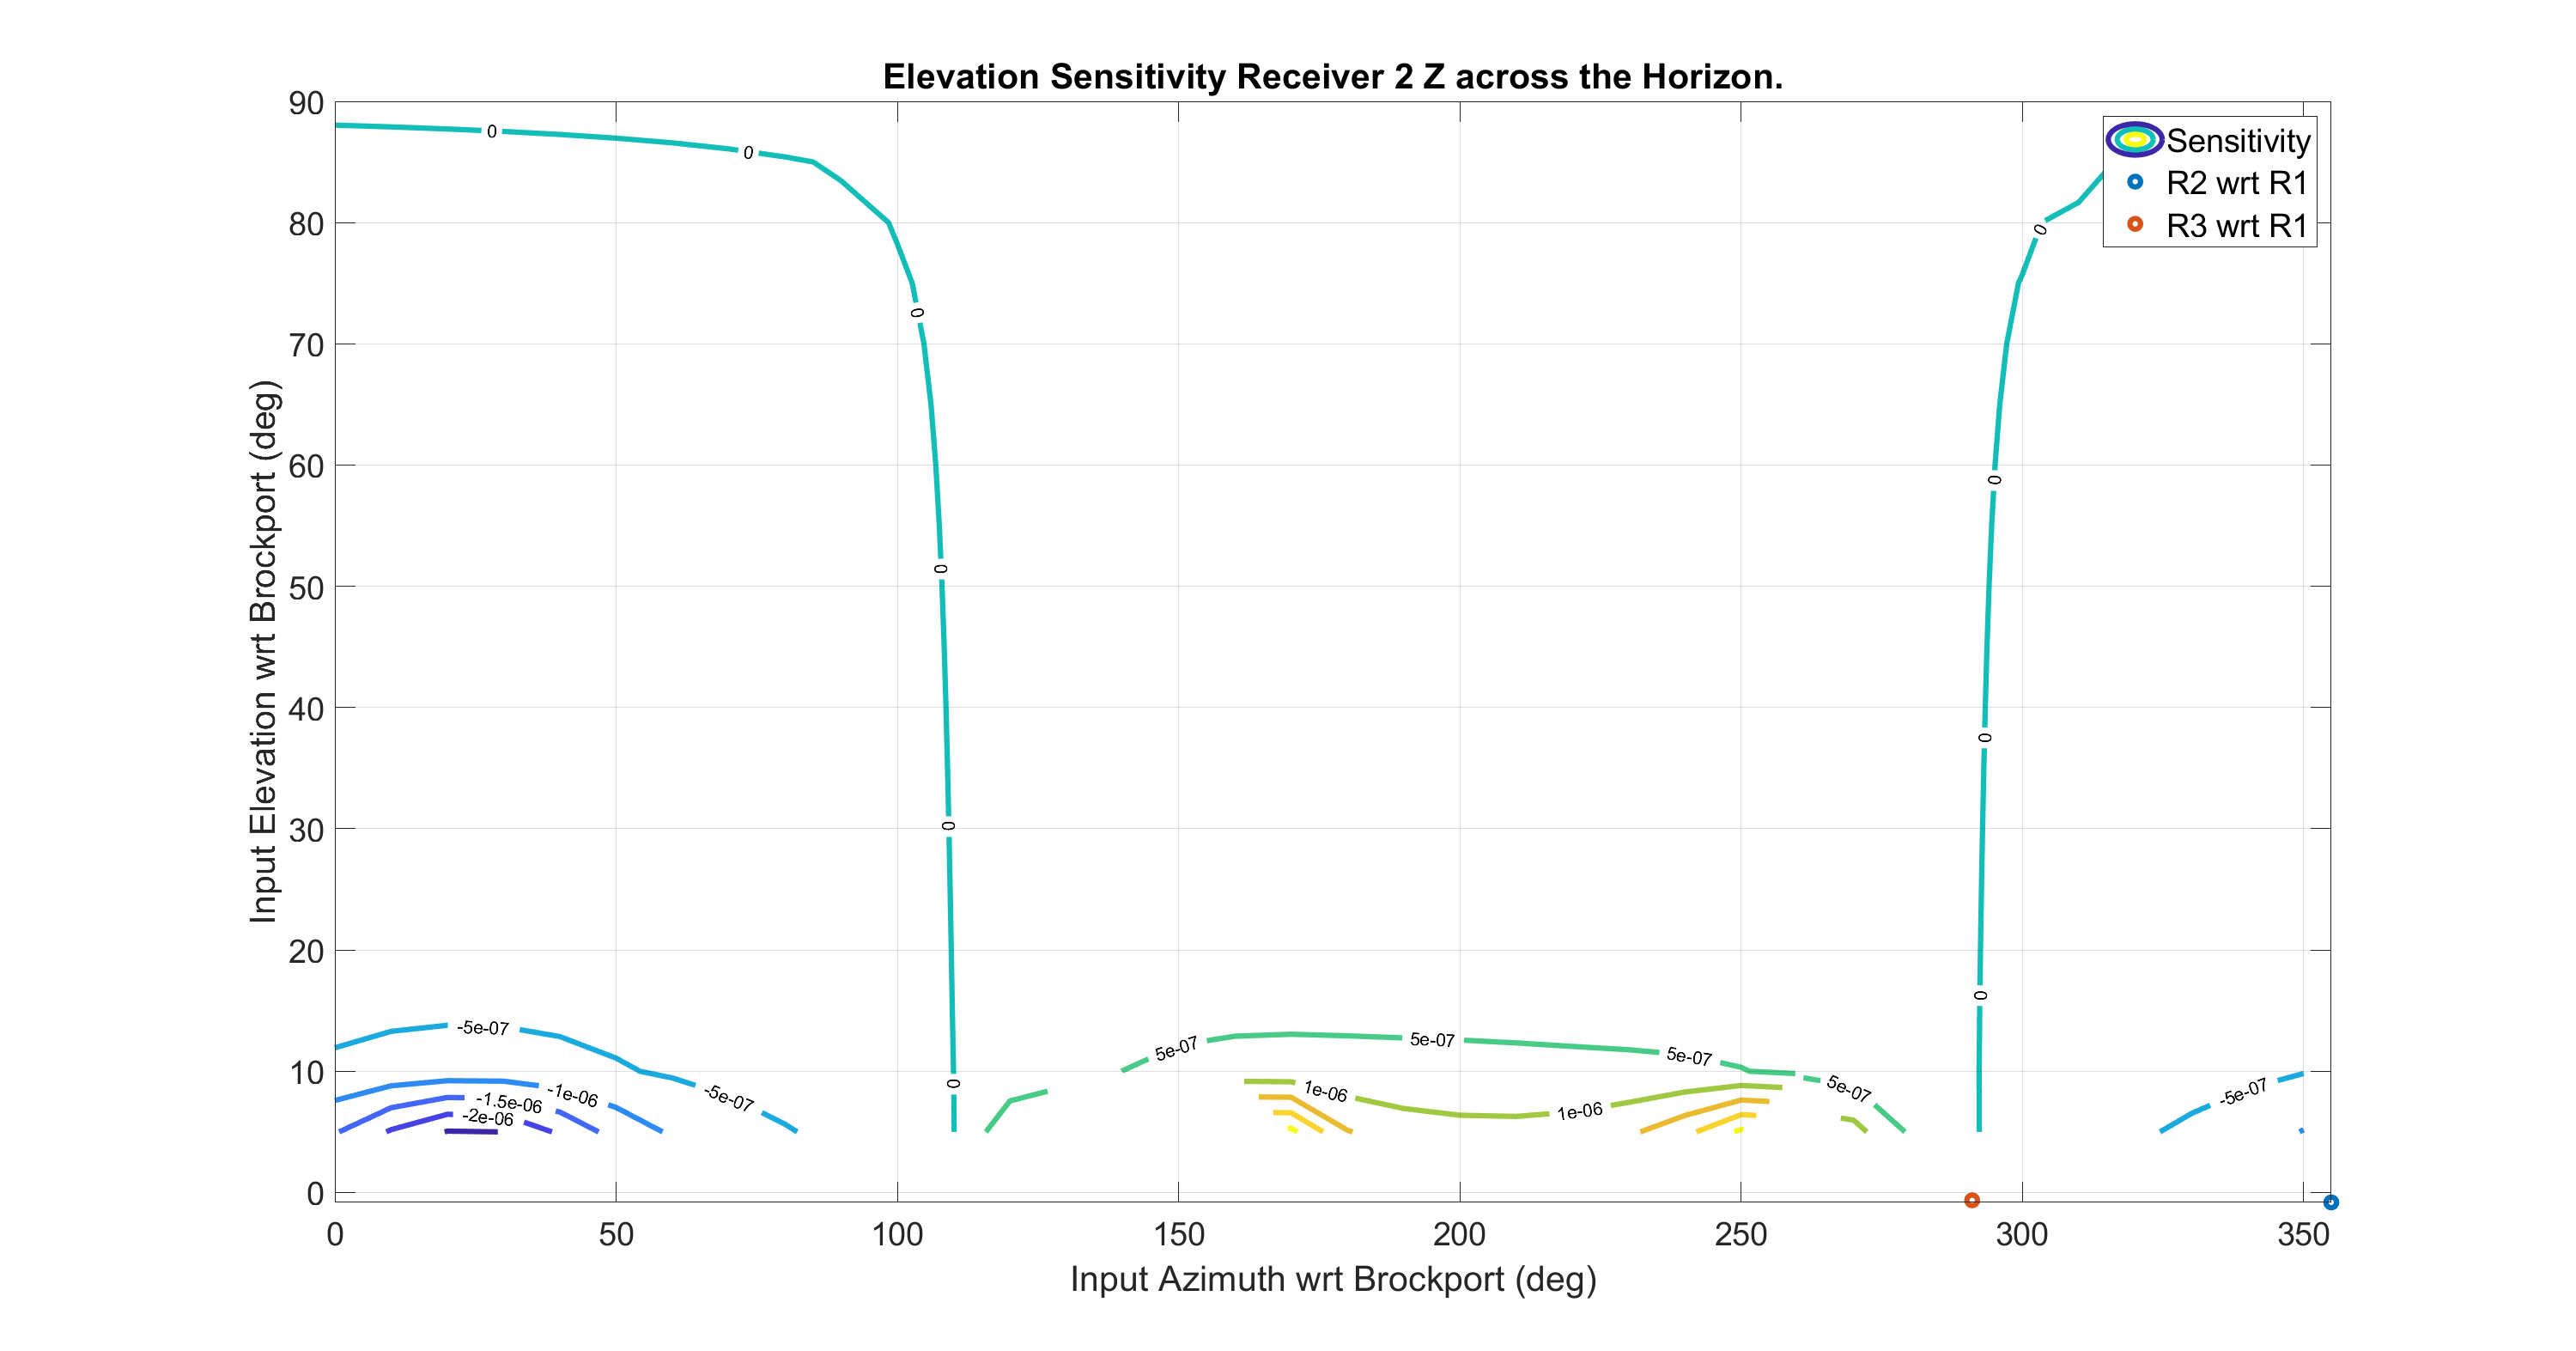 Elevation Sensitivity Receiver 2 Z across the Horizon.
Sensitivity
R2 wrt R1
R3 wrt R1
Input Elevation wrt Brockport (deg)
90
80
70
60
50
40
30
20
10
0
0
0
0
0
0
0
0
0
0
0
-5e-07
-1e-06
-1.5e-06
-2e-06
-5e-07
5e-07
5e-07
5e-07
5e-07
1e-06
1e-06
-5e-07
0 50 100 150 200 250 300 350
Input Azimuth wrt Brockport (deg)